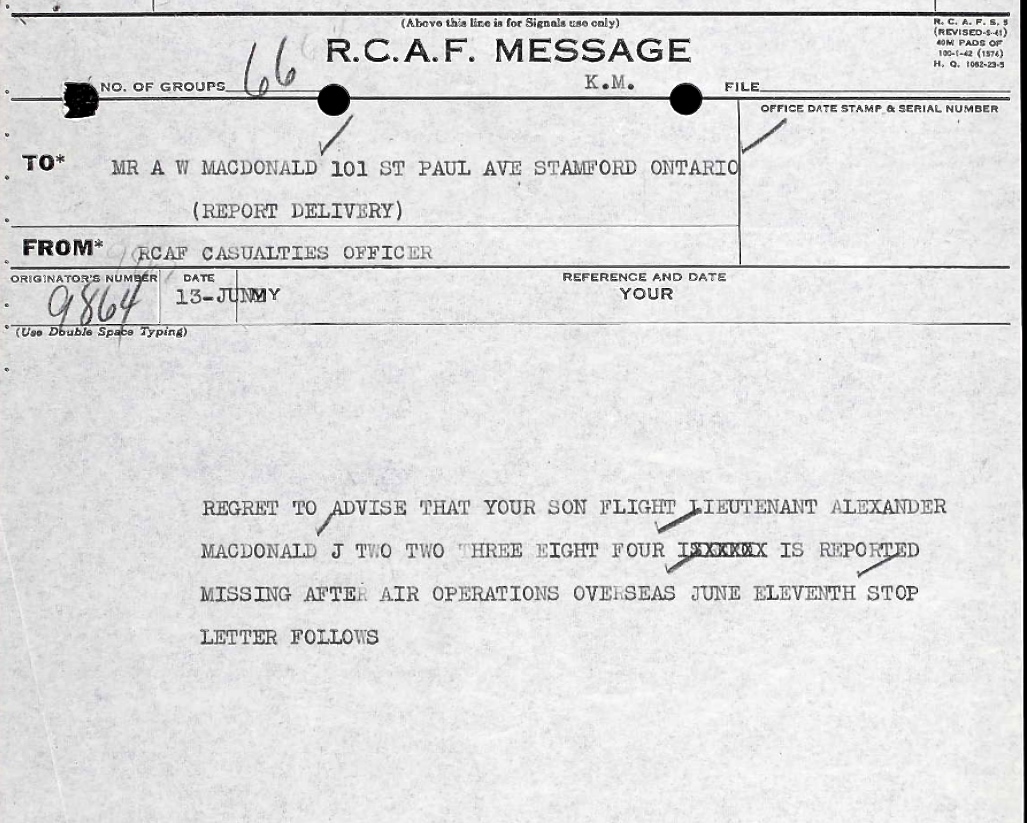 (Above this line is for Signals use only)
R.C.A.F. MESSAGE
R. C. A. F. S. 5
(REVISED-8-41)
40M PADS OF
100-1-42 (1574)
H. Q. 1062-23-5
NO. OF GROUPS 66
K.M.
FILE
OFFICE DATE STAMP & SERIAL NUMBER
TO* MR A W MACDONALD 101 ST PAUL AVE STAMFORD ONTARIO
(REPORT DELIVERY)
FROM* RCAF CASUALTIES OFFICER
ORIGINATOR'S NUMBER DATE REFERENCE AND DATE
9864 13-JUN MY YOUR
(Use Double Space Typing)
REGRET TO ADVISE THAT YOUR SON FLIGHT LIEUTENANT ALEXANDER
MACDONALD J TWO TWO THREE EIGHT FOUR IS REPORTED
MISSING AFTER AIR OPERATIONS OVERSEAS JUNE ELEVENTH STOP
LETTER FOLLOWS